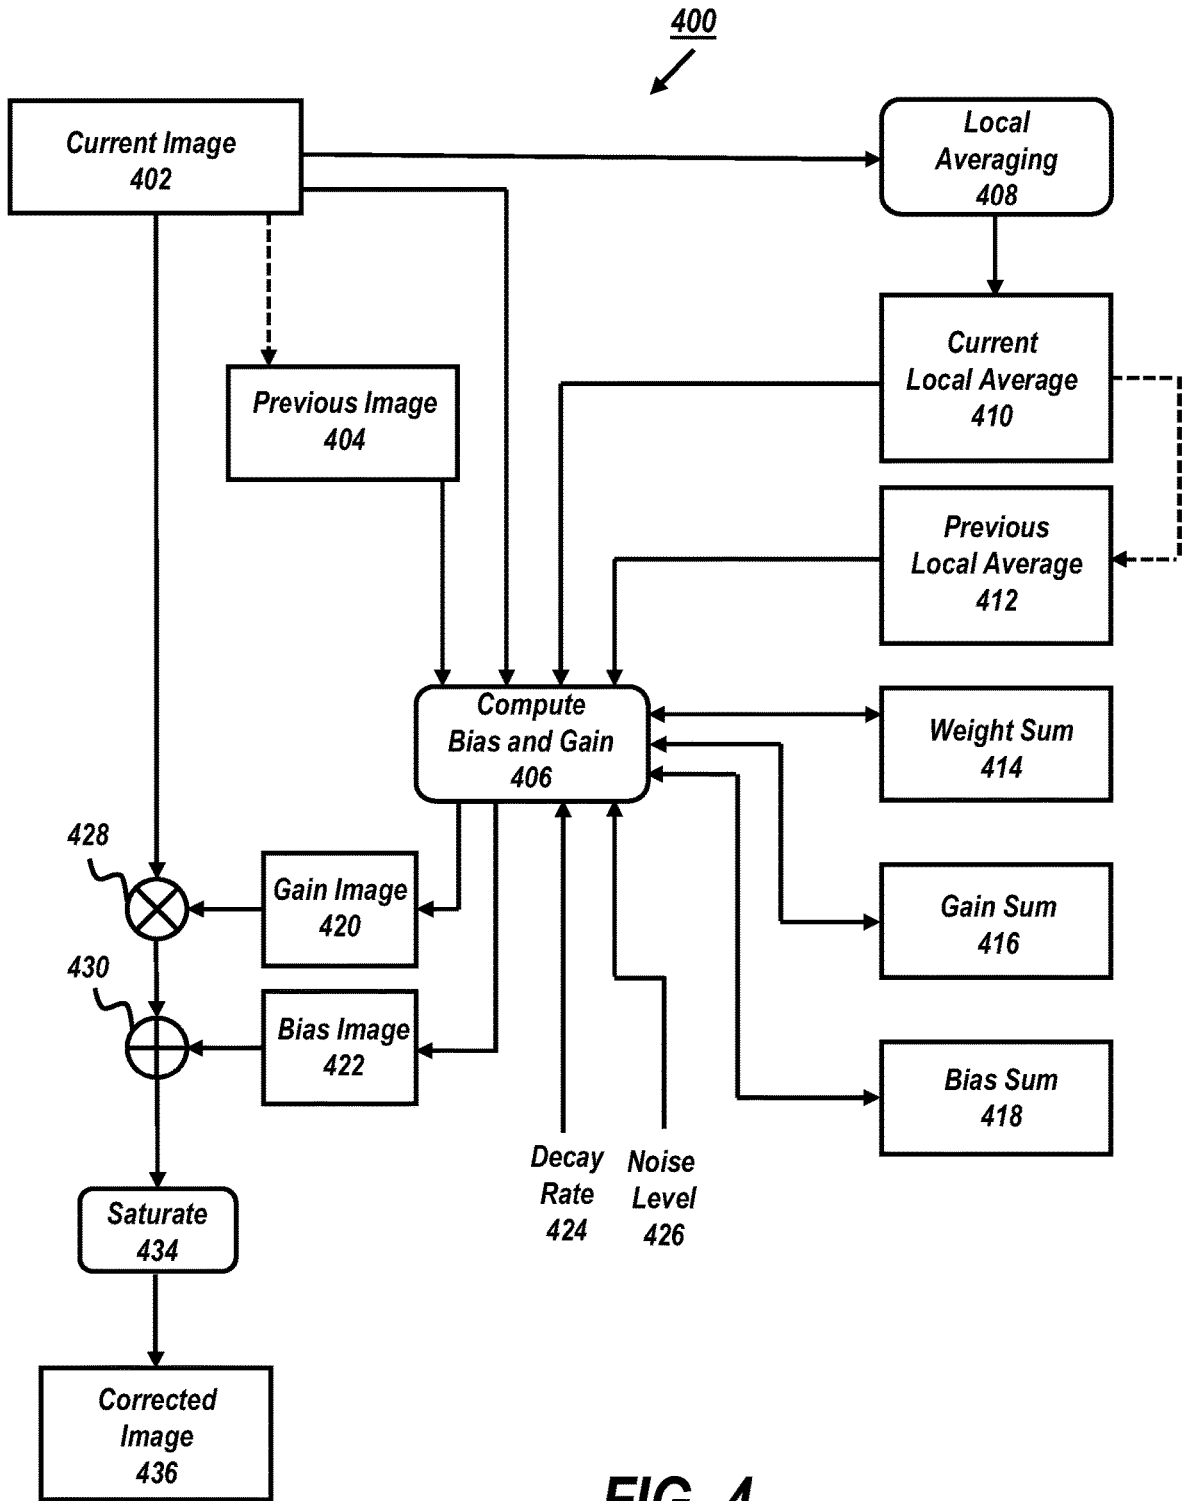 400
Current Image
402
Local
Averaging
408
Current
Local Average
410
Previous Image
404
Previous
Local Average
412
Compute
Bias and Gain
406
Weight Sum
414
428
Gain Image
420
Gain Sum
416
430
Bias Image
422
Bias Sum
418
Decay
Rate
424
Noise
Level
426
Saturate
434
Corrected
Image
436
FIG. 4